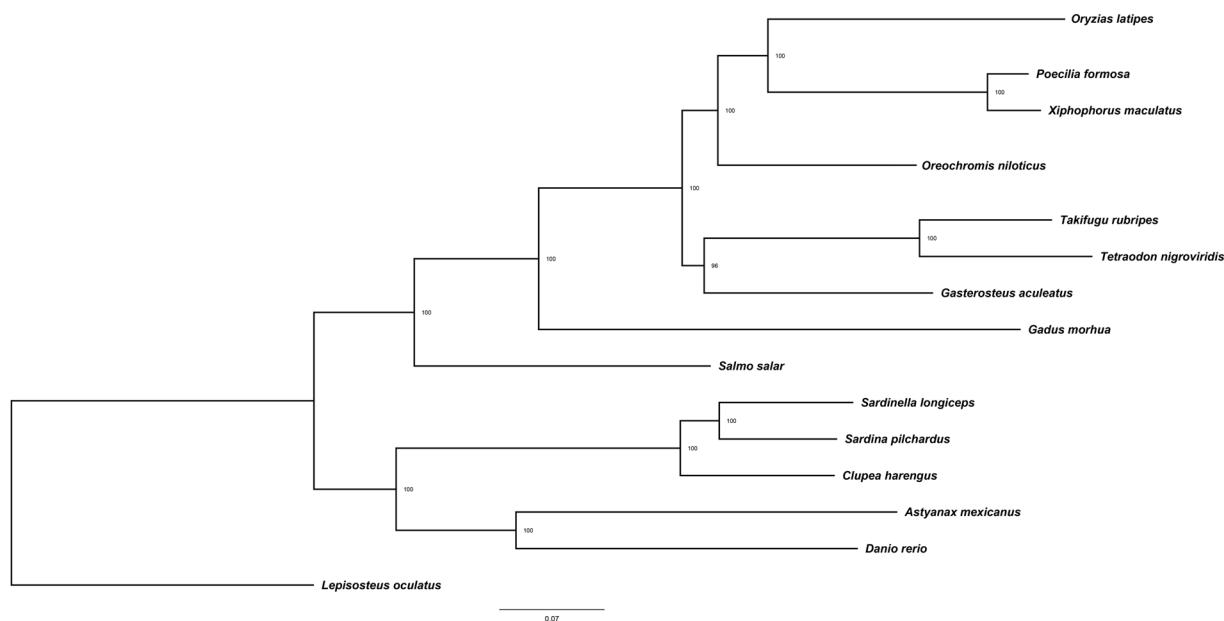 Oryzias latipes
100
Poecilia formosa
100
Xiphophorus maculatus
100
Oreochromis niloticus
100
Takifugu rubripes
100
Tetraodon nigroviridis
96
100
Gasterosteus aculeatus
Gadus morhua
100
Salmo salar
Sardinella longiceps
100
Sardina pilchardus
100
Clupea harengus
100
Astyanax mexicanus
100
Danio rerio
Lepisosteus oculatus
0.07